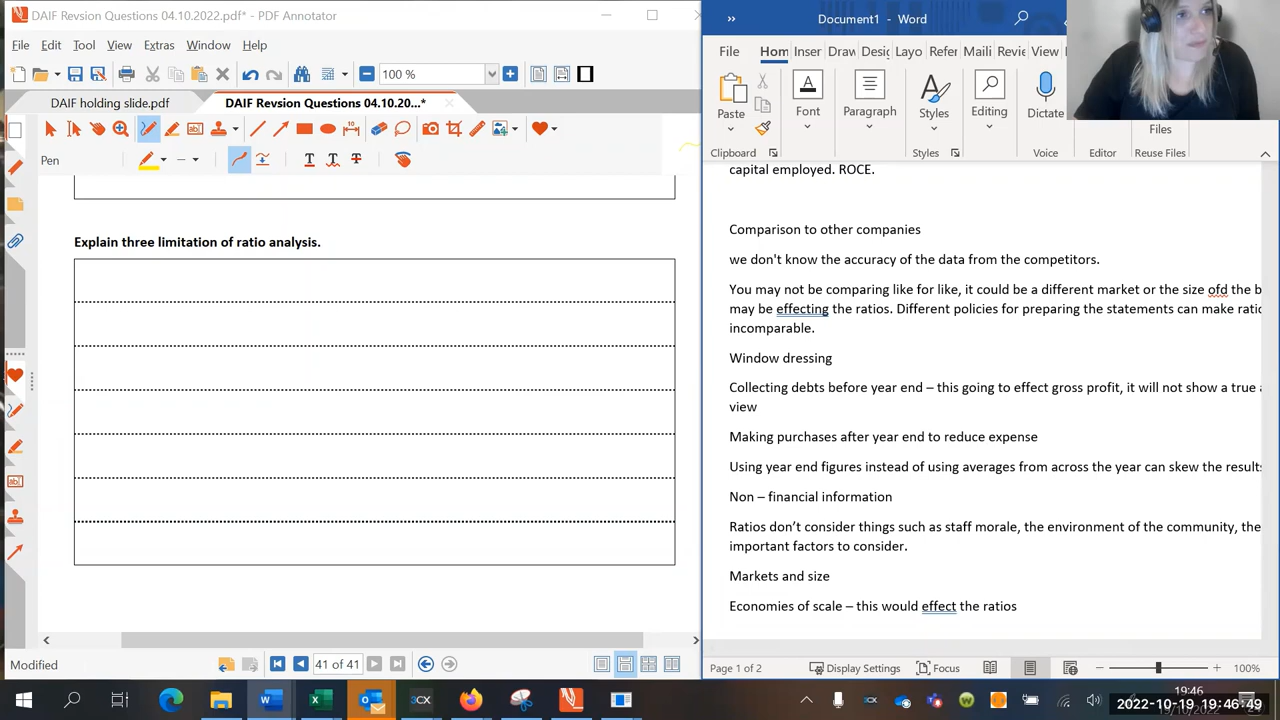 DAIF Revsion Questions 04.10.2022.pdf* - PDF Annotator
File Edit Tool View Extras Window Help
100 %
DAIF holding slide.pdf
DAIF Revsion Questions 04.10.20...*
Pen
Explain three limitation of ratio analysis.
41 of 41
Modified
Document1 - Word
File Hom Inser Draw Desig Layo Refer Maili Revie View
Paste
Font
Paragraph
Styles
Editing
Dictate
Files
Clipboard
Styles
Voice
Editor
Reuse Files
capital employed. ROCE.
Comparison to other companies
we don't know the accuracy of the data from the competitors.
You may not be comparing like for like, it could be a different market or the size ofd the b
may be effecting the ratios. Different policies for preparing the statements can make ratio
incomparable.
Window dressing
Collecting debts before year end – this going to effect gross profit, it will not show a true a
view
Making purchases after year end to reduce expense
Using year end figures instead of using averages from across the year can skew the results
Non – financial information
Ratios don’t consider things such as staff morale, the environment of the community, the
important factors to consider.
Markets and size
Economies of scale – this would effect the ratios
Page 1 of 2
Display Settings
Focus
100%
19:46
2022-10-19, 19:46:49